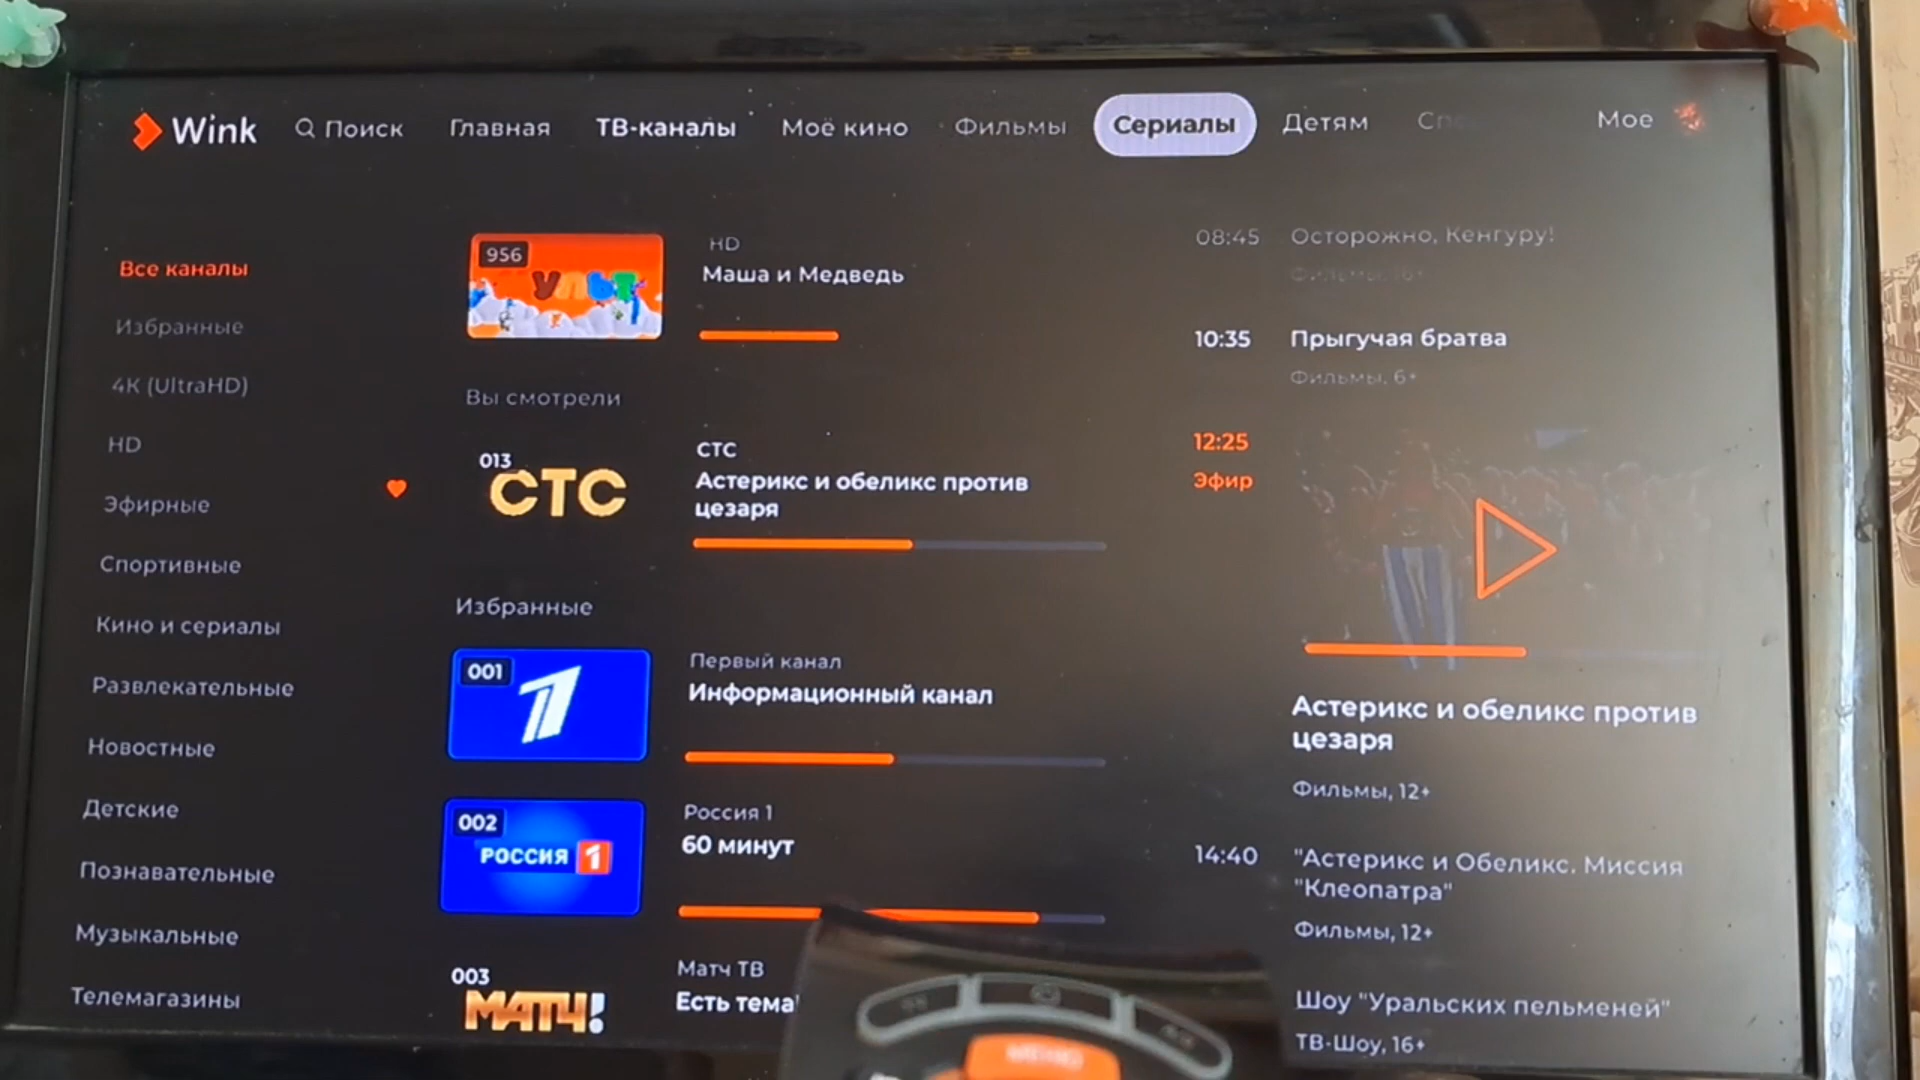 Wink
Поиск
Главная
ТВ-каналы
Моё кино
Фильмы
Сериалы
Детям
Мое
Все каналы
Избранные
4K (UltraHD)
HD
Эфирные
Спортивные
Кино и сериалы
Развлекательные
Новостные
Детские
Познавательные
Музыкальные
Телемагазины
956
HD
Маша и Медведь
Вы смотрели
013
СТС
СТС
Астерикс и обеликс против
цезаря
Избранные
001
Первый канал
Информационный канал
002
РОССИЯ 1
Россия 1
60 минут
003
МАТЧ!
Матч ТВ
Есть тема!
08:45
Осторожно, Кенгуру!
Фильмы, 16+
10:35
Прыгучая братва
Фильмы, 6+
12:25
Эфир
Астерикс и обеликс против
цезаря
Фильмы, 12+
14:40
"Астерикс и Обеликс. Миссия
"Клеопатра"
Фильмы, 12+
Шоу "Уральских пельменей"
ТВ-Шоу, 16+